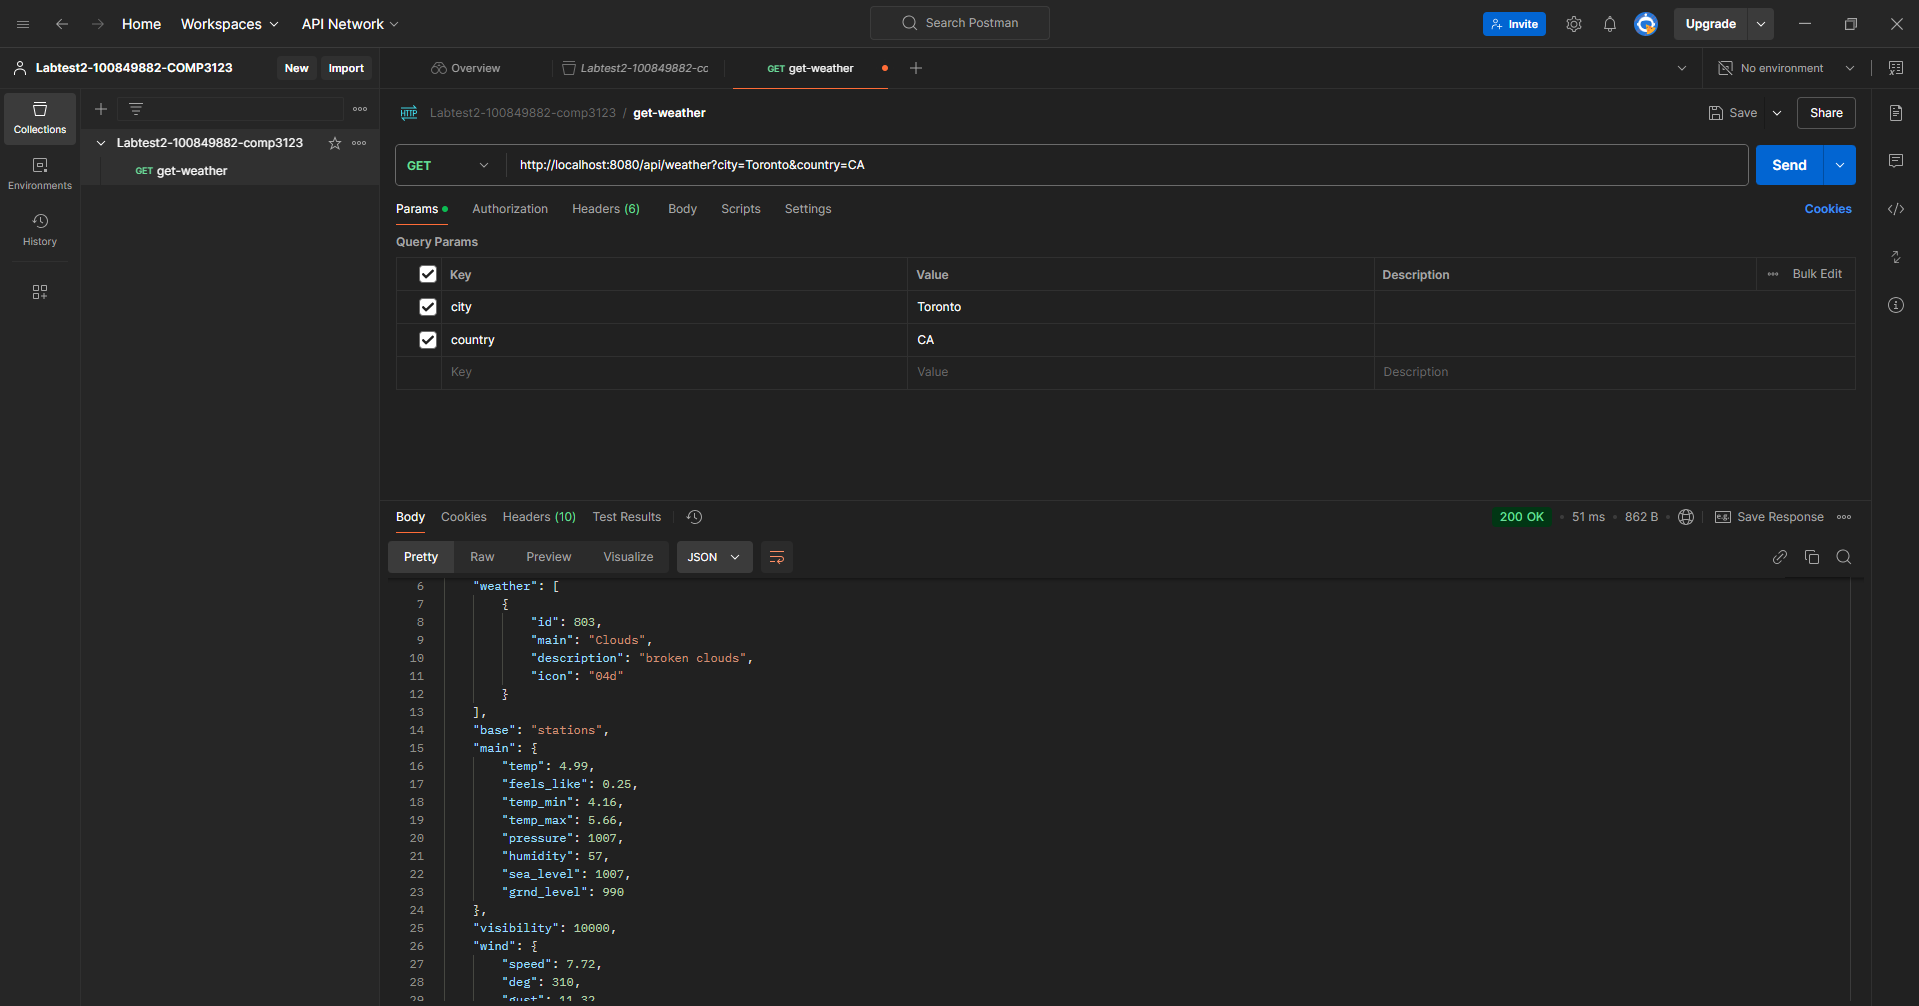 Home
Workspaces
API Network
Search Postman
Invite
Upgrade
Labtest2-100849882-COMP3123
New
Import
Overview
Labtest2-100849882-cc
GET get-weather
No environment
Collections
Environments
History
Labtest2-100849882-comp3123
GET get-weather
HTTP
Labtest2-100849882-comp3123 / get-weather
Save
Share
GET
http://localhost:8080/api/weather?city=Toronto&country=CA
Send
Params
Authorization
Headers (6)
Body
Scripts
Settings
Cookies
Query Params
Key
Value
Description
Bulk Edit
city
Toronto
country
CA
Key
Value
Description
Body
Cookies
Headers (10)
Test Results
200 OK
51 ms
862 B
e.g.
Save Response
Pretty
Raw
Preview
Visualize
JSON
6 "weather": [
7 {
8 "id": 803,
9 "main": "Clouds",
10 "description": "broken clouds",
11 "icon": "04d"
12 }
13 ],
14 "base": "stations",
15 "main": {
16 "temp": 4.99,
17 "feels_like": 0.25,
18 "temp_min": 4.16,
19 "temp_max": 5.66,
20 "pressure": 1007,
21 "humidity": 57,
22 "sea_level": 1007,
23 "grnd_level": 990
24 },
25 "visibility": 10000,
26 "wind": {
27 "speed": 7.72,
28 "deg": 310,
29 "gust": 11.32